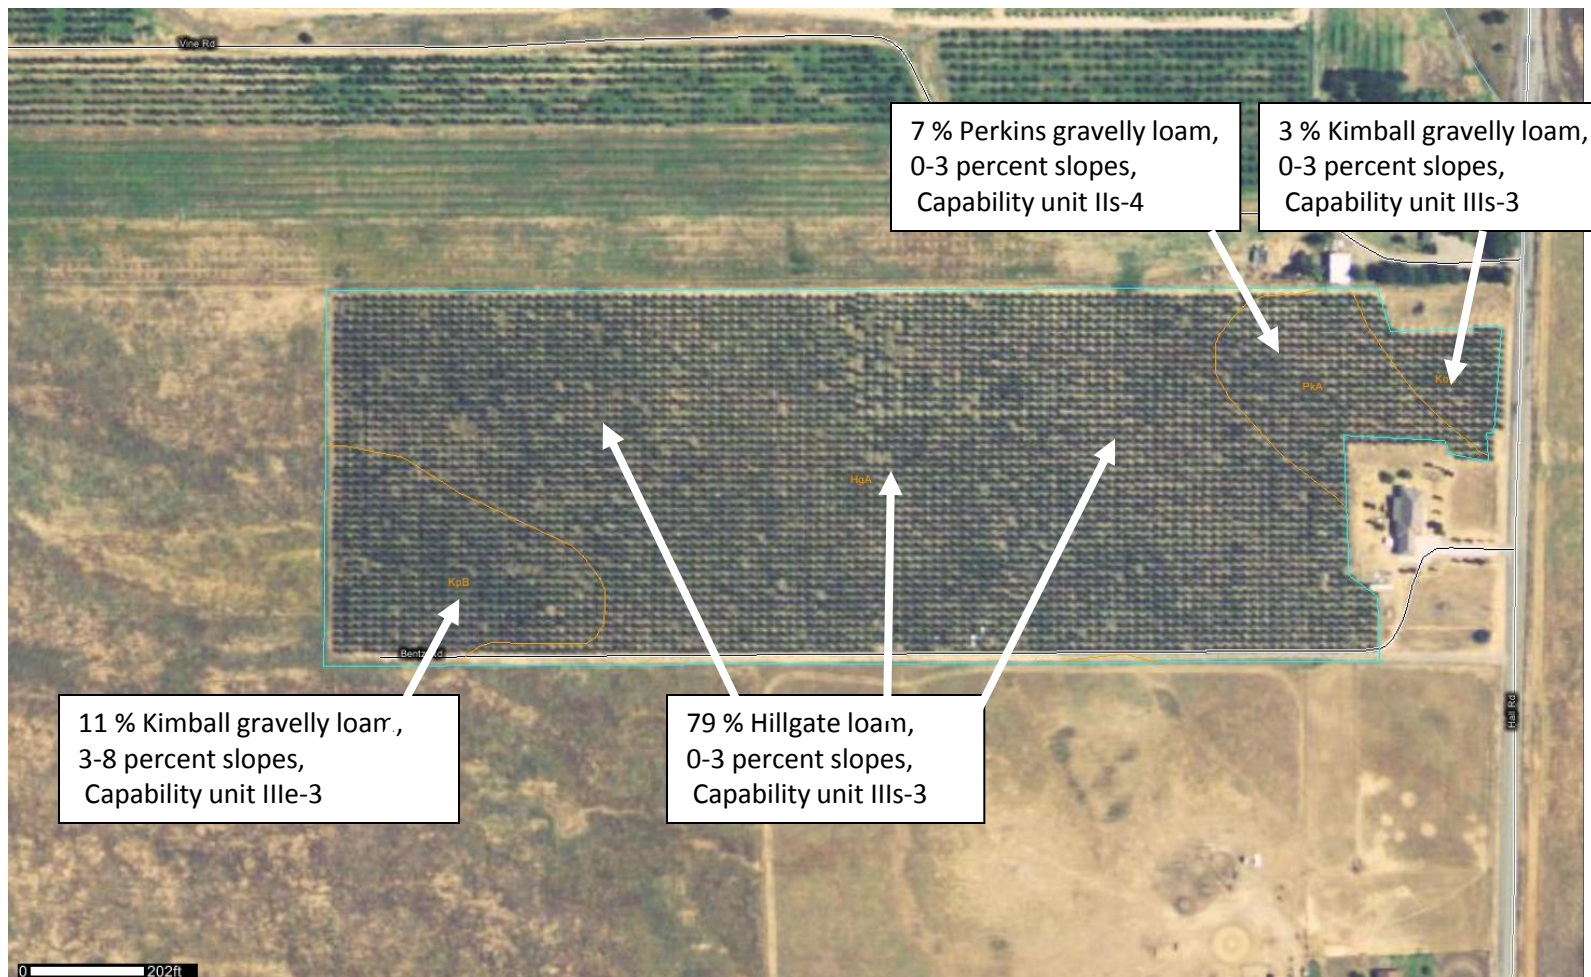 Vine Rd
7 % Perkins gravelly loam,
0-3 percent slopes,
Capability unit IIs-4
3 % Kimball gravelly loam,
0-3 percent slopes,
Capability unit IIIs-3
PkA
HgA
KpB
Bentz Rd
11 % Kimball gravelly loam,
3-8 percent slopes,
Capability unit IIIe-3
79 % Hillgate loam,
0-3 percent slopes,
Capability unit IIIs-3
Hall Rd
0 202ft